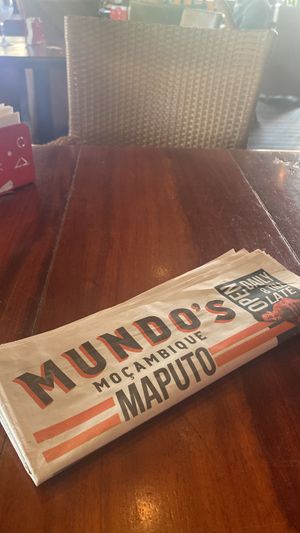 MUNDO'S
MOÇAMBIQUE
MAPUTO
OPEN
DAILY
LATE